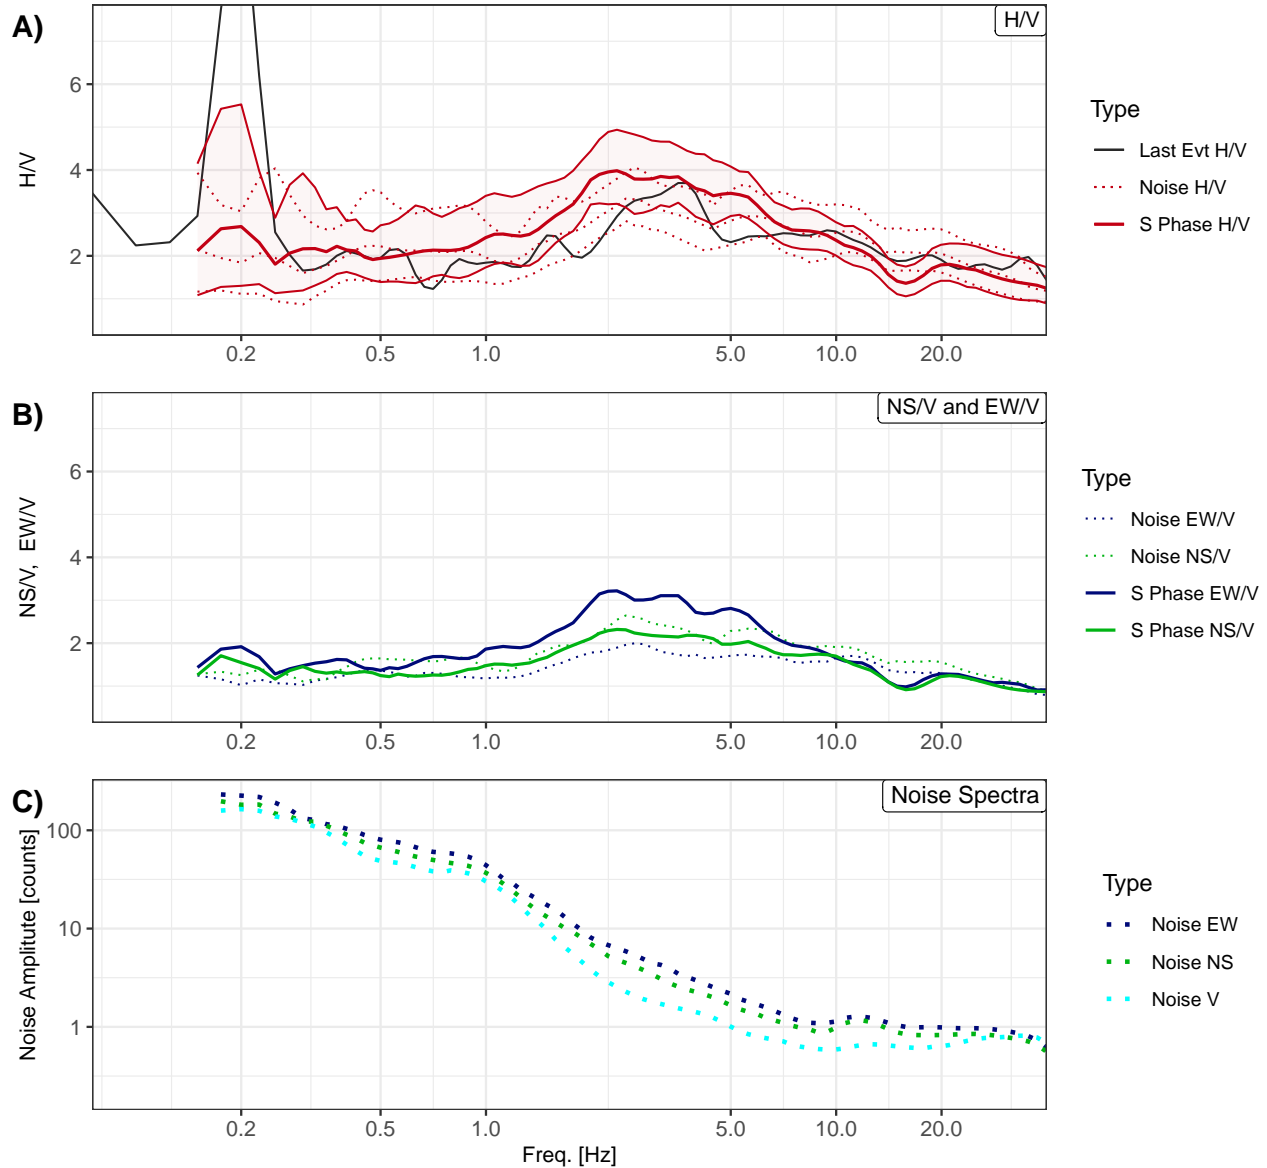 A)
H/V
6
4
2
H/V
0.2 0.5 1.0 5.0 10.0 20.0
Type
Last Evt H/V
Noise H/V
S Phase H/V
B)
NS/V and EW/V
6
4
2
NS/V, EW/V
0.2 0.5 1.0 5.0 10.0 20.0
Type
Noise EW/V
Noise NS/V
S Phase EW/V
S Phase NS/V
C)
Noise Spectra
100
10
1
Noise Amplitute [counts]
0.2 0.5 1.0 5.0 10.0 20.0
Freq. [Hz]
Type
Noise EW
Noise NS
Noise V